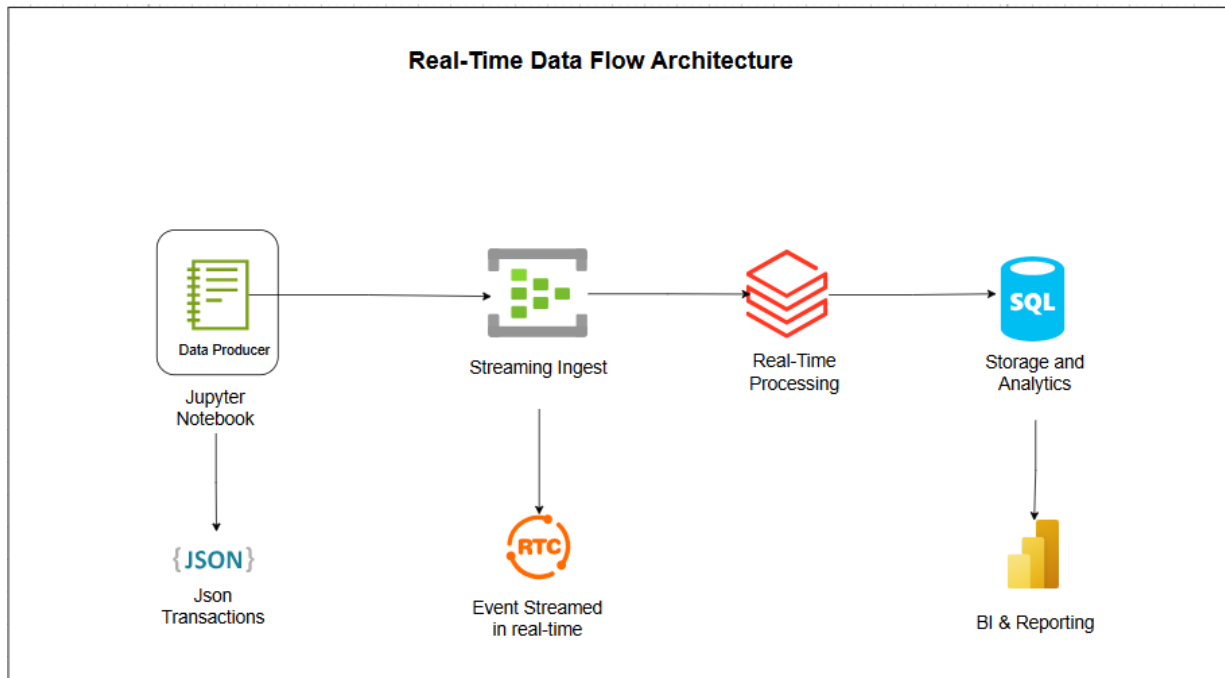 Real-Time Data Flow Architecture
Data Producer
Jupyter
Notebook
Streaming Ingest
Real-Time
Processing
SQL
Storage and
Analytics
{JSON}
Json
Transactions
RTC
Event Streamed
in real-time
BI & Reporting